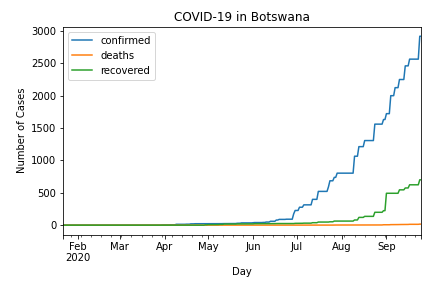 COVID-19 in Botswana
confirmed
deaths
recovered
Number of Cases
3000
2500
2000
1500
1000
500
0
Feb Mar Apr May Jun Jul Aug Sep
2020
Day